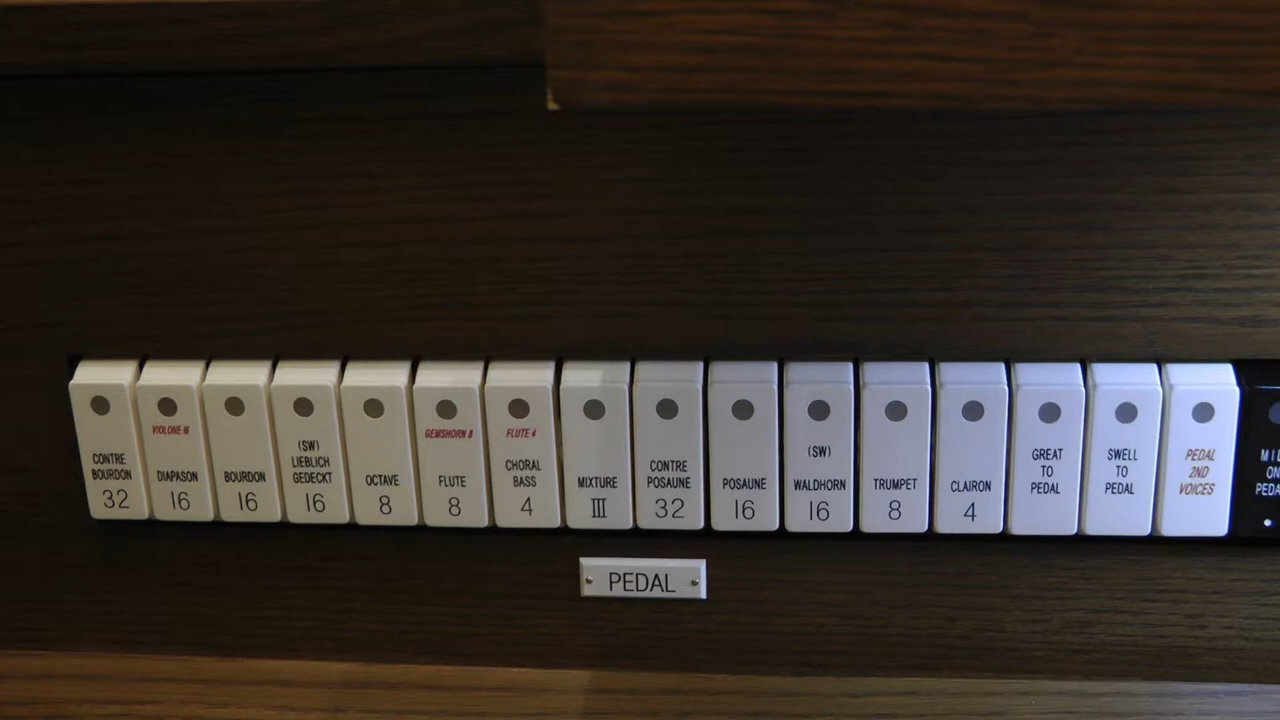 CONTRE
BOURDON
32
VIOLONE 16
DIAPASON
16
BOURDON
16
(SW)
LIEBLICH
GEDECKT
16
OCTAVE
8
GEMSHORN 8
FLUTE
8
FLUTE 4
CHORAL
BASS
4
MIXTURE
III
CONTRE
POSAUNE
32
POSAUNE
16
(SW)
WALDHORN
16
TRUMPET
8
CLAIRON
4
GREAT
TO
PEDAL
SWELL
TO
PEDAL
PEDAL
2ND
VOICES
PEDAL